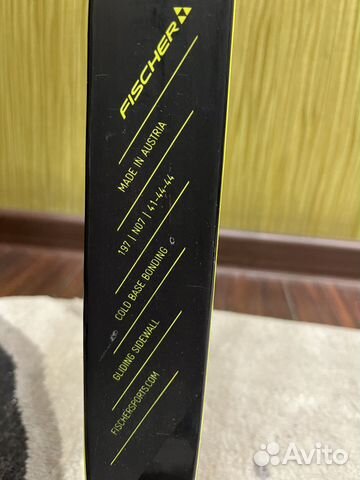 FISCHER
MADE IN AUSTRIA
197 | N07 | 41-44-44
COLD BASE BONDING
GLIDING SIDEWALL
FISCHERSPORTS.COM
Avito